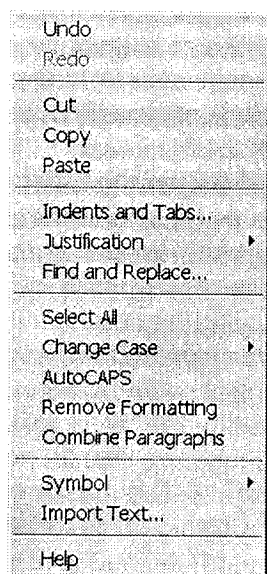 Undo
Redo
Cut
Copy
Paste
Indents and Tabs...
Justification
Find and Replace...
Select All
Change Case
AutoCAPS
Remove Formatting
Combine Paragraphs
Symbol
Import Text...
Help